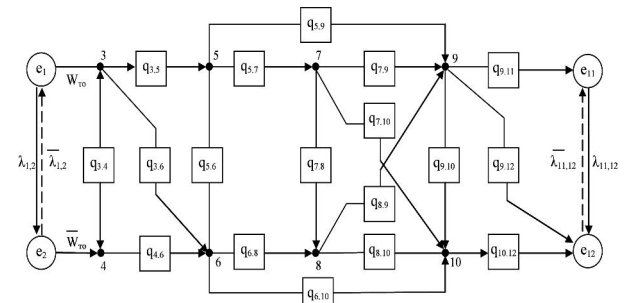 q5.9
3 5 7 9
e1 q3.5 q5.7 q7.9 q9.11 e11
Wто
q7.10
λ1,2 λ̅1,2 q3.4 q3.6 q5.6 q7.8 q9.10 q9.12 λ̅11,12 λ11,12
q8.9
W̅то
e2 q4.6 q6.8 q8.10 q10.12 e12
4 6 8 10
q6.10